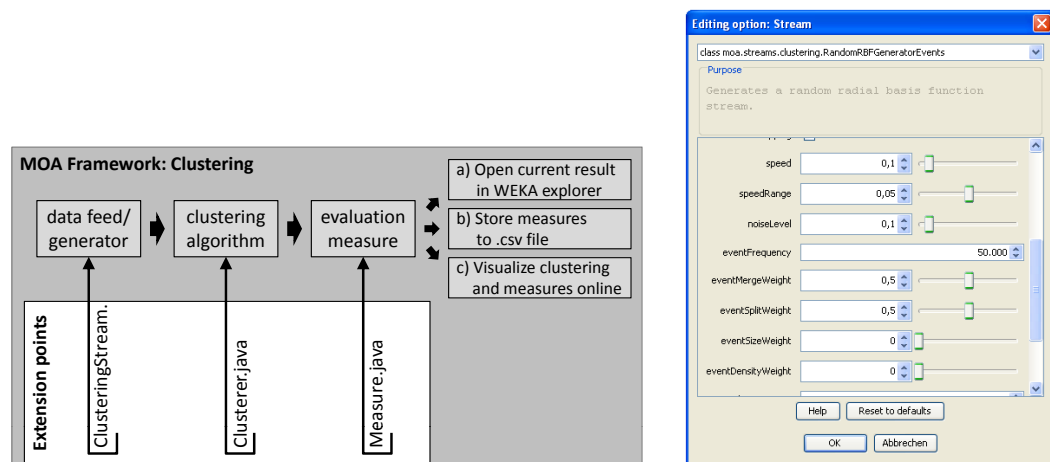 MOA Framework: Clustering
data feed/
generator
clustering
algorithm
evaluation
measure
a) Open current result
in WEKA explorer
b) Store measures
to .csv file
c) Visualize clustering
and measures online
Extension points
ClusteringStream.
Clusterer.java
Measure.java
Editing option: Stream
class moa.streams.clustering.RandomRBFGeneratorEvents
Purpose
Generates a random radial basis function
stream.
speed 0,1
speedRange 0,05
noiseLevel 0,1
eventFrequency 50.000
eventMergeWeight 0,5
eventSplitWeight 0,5
eventSizeWeight 0
eventDensityWeight 0
Help Reset to defaults
OK Abbrechen